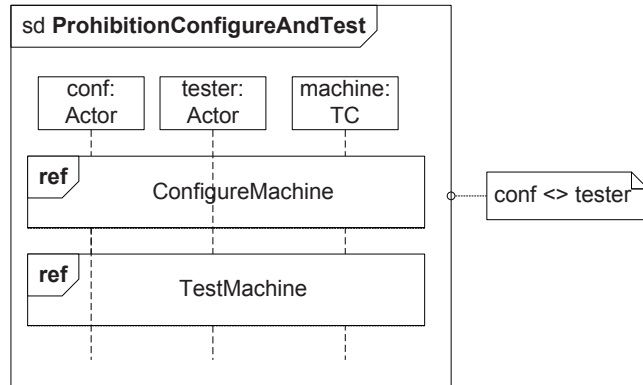 sd ProhibitionConfigureAndTest
conf:
Actor
tester:
Actor
machine:
TC
ref
ConfigureMachine
conf <> tester
ref
TestMachine